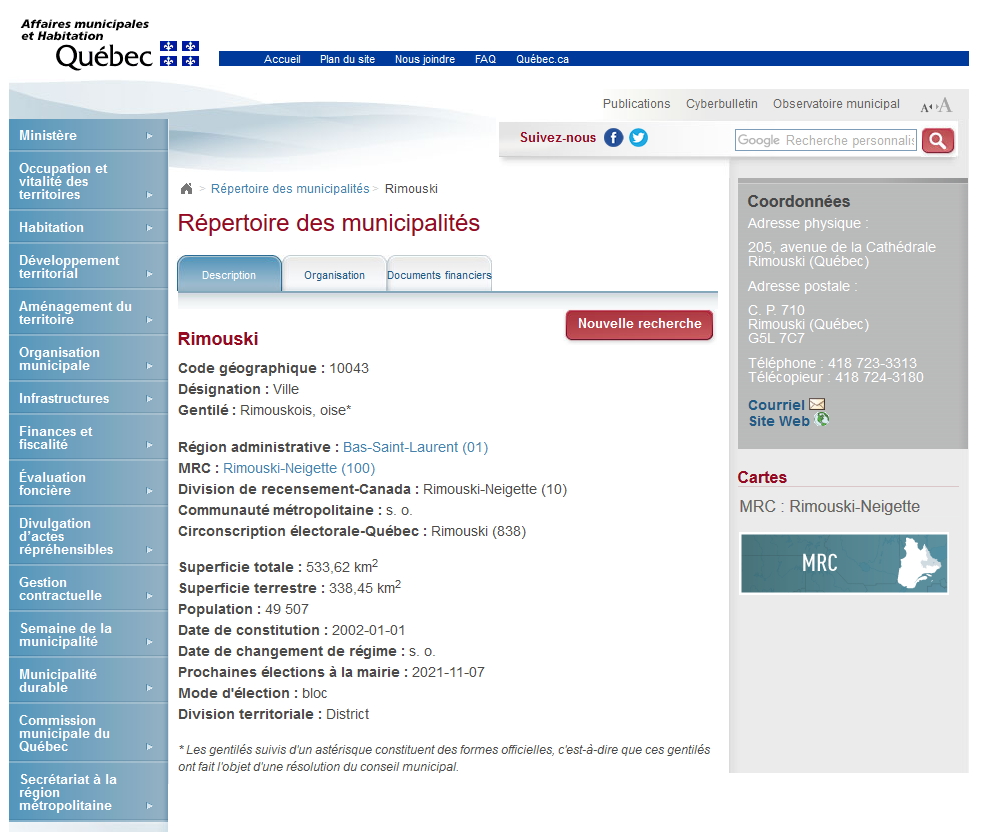 Affaires municipales
et Habitation
Québec
Accueil Plan du site Nous joindre FAQ Québec.ca
Publications Cyberbulletin Observatoire municipal A A
Suivez-nous
Google Recherche personnalis
Ministère
Occupation et
vitalité des
territoires
Habitation
Développement
territorial
Aménagement du
territoire
Organisation
municipale
Infrastructures
Finances et
fiscalité
Évaluation
foncière
Divulgation
d'actes
répréhensibles
Gestion
contractuelle
Semaine de la
municipalité
Municipalité
durable
Commission
municipale du
Québec
Secrétariat à la
région
métropolitaine
> Répertoire des municipalités > Rimouski
Répertoire des municipalités
Description Organisation Documents financiers
Nouvelle recherche
Rimouski
Code géographique : 10043
Désignation : Ville
Gentilé : Rimouskois, oise*
Région administrative : Bas-Saint-Laurent (01)
MRC : Rimouski-Neigette (100)
Division de recensement-Canada : Rimouski-Neigette (10)
Communauté métropolitaine : s. o.
Circonscription électorale-Québec : Rimouski (838)
Superficie totale : 533,62 km2
Superficie terrestre : 338,45 km2
Population : 49 507
Date de constitution : 2002-01-01
Date de changement de régime : s. o.
Prochaines élections à la mairie : 2021-11-07
Mode d'élection : bloc
Division territoriale : District
* Les gentilés suivis d'un astérisque constituent des formes officielles, c'est-à-dire que ces gentilés
ont fait l'objet d'une résolution du conseil municipal.
Coordonnées
Adresse physique :
205, avenue de la Cathédrale
Rimouski (Québec)
Adresse postale :
C. P. 710
Rimouski (Québec)
G5L 7C7
Téléphone : 418 723-3313
Télécopieur : 418 724-3180
Courriel
Site Web
Cartes
MRC : Rimouski-Neigette
MRC